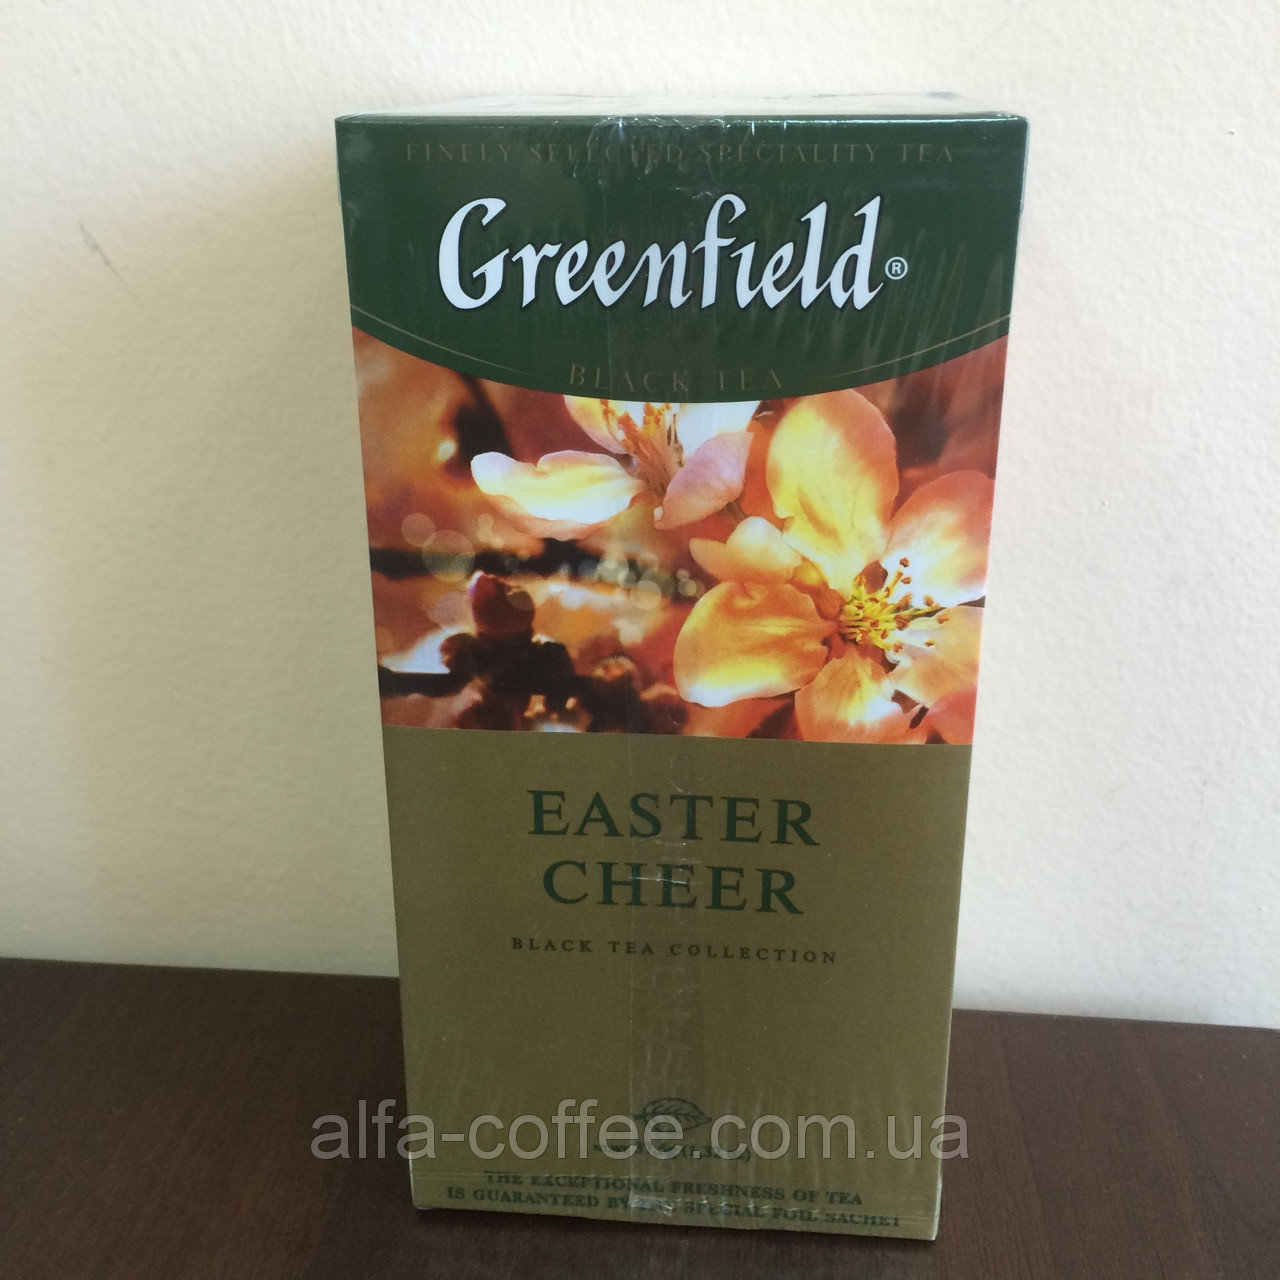 FINELY SELECTED SPECIALITY TEA
Greenfield®
BLACK TEA
EASTER
CHEER
BLACK TEA COLLECTION
alfa-coffee.com.ua
THE EXCEPTIONAL FRESHNESS OF TEA
IS GUARANTEED BY THE SPECIAL FOIL SACHET